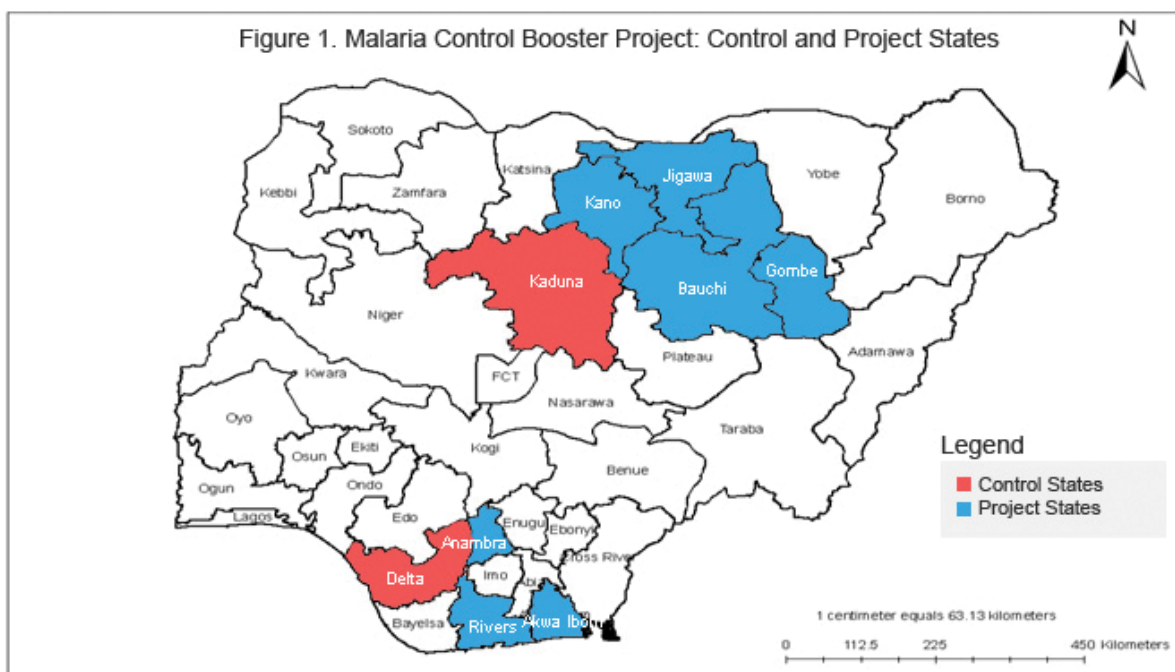 Figure 1. Malaria Control Booster Project: Control and Project States
N
Sokoto
Katsina
Jigawa
Yobe
Kebbi
Zamfara
Kano
Borno
Kaduna
Gombe
Bauchi
Niger
Plateau
Adamawa
FCT
Kwara
Nasarawa
Oyo
Taraba
Ekiti
Kogi
Osun
Benue
Ogun
Ondo
Lagos
Edo
Enugu
Ebonyi
Anambra
Cross River
Delta
Imo
Abia
Bayelsa
Rivers
Akwa Ibom
Legend
Control States
Project States
1 centimeter equals 63.13 kilometers
0 112.5 225 450 Kilometers